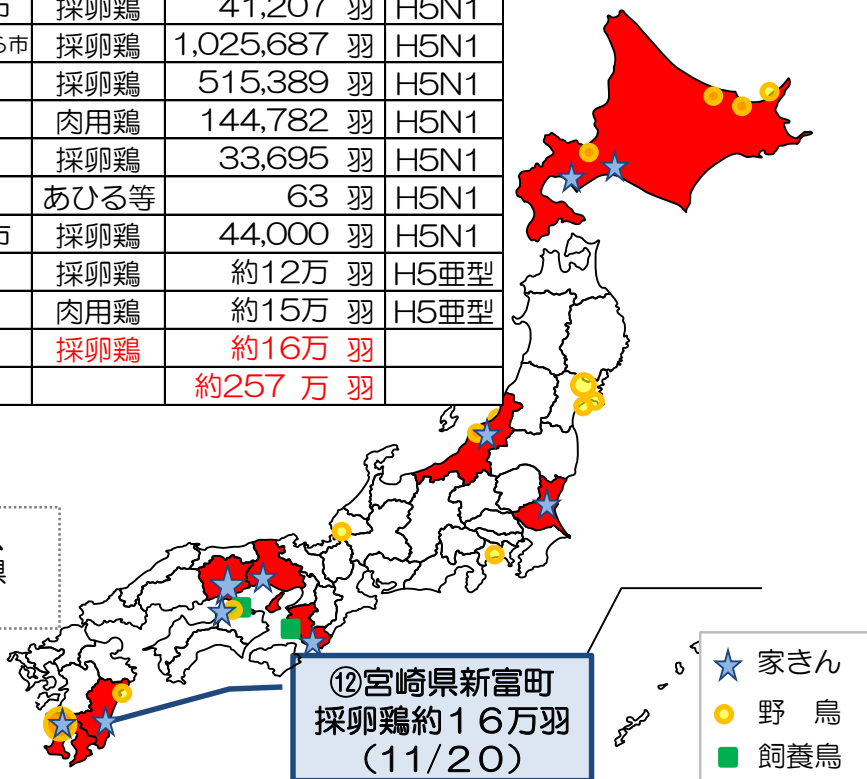 市 採卵鶏 41,207 羽 H5N1
ら市 採卵鶏 1,025,687 羽 H5N1
採卵鶏 515,389 羽 H5N1
肉用鶏 144,782 羽 H5N1
採卵鶏 33,695 羽 H5N1
あひる等 63 羽 H5N1
市 採卵鶏 44,000 羽 H5N1
採卵鶏 約12万 羽 H5亜型
肉用鶏 約15万 羽 H5亜型
採卵鶏 約16万 羽
約257 万 羽
、
県
⑫宮崎県新富町
採卵鶏約16万羽
(11/20)
家きん
野 鳥
飼養鳥